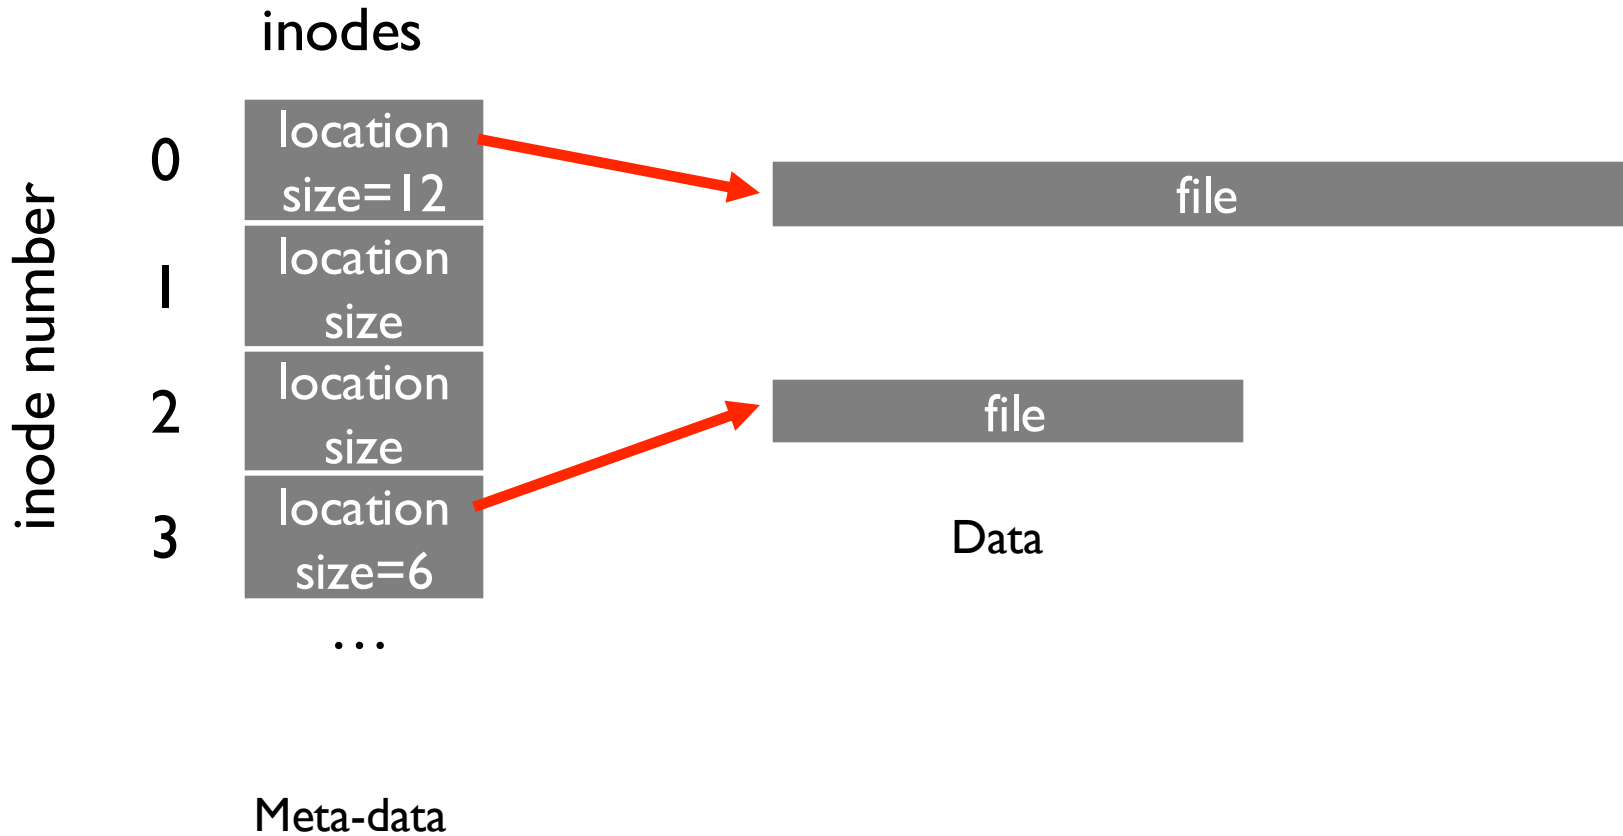 inodes
inode number
0
location
size=12
file
1
location
size
2
location
size
file
3
location
size=6
Data
...
Meta-data